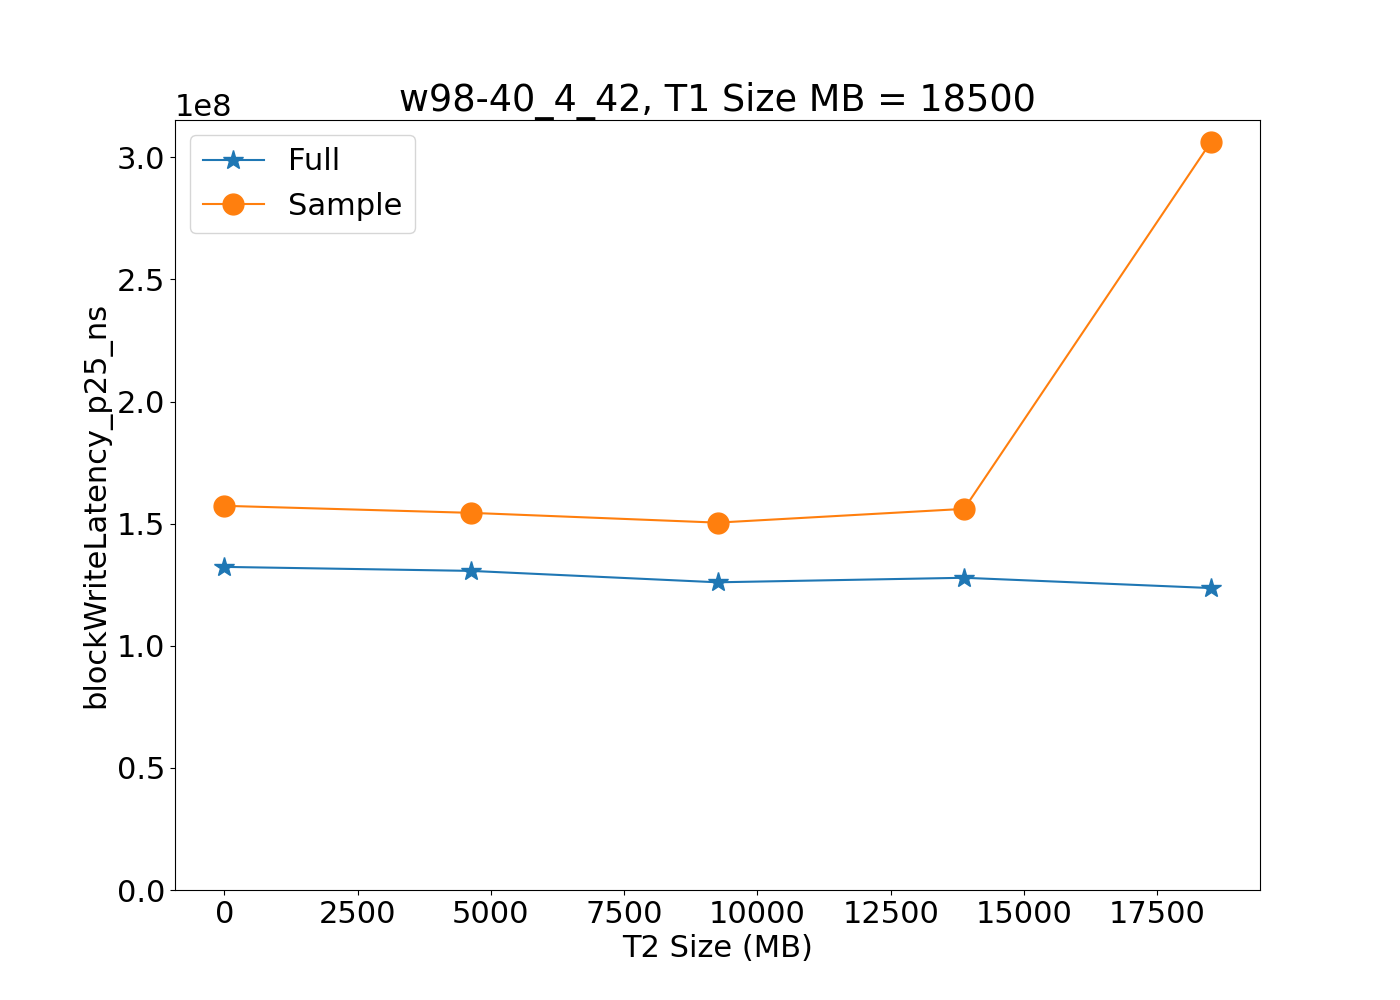 w98-40_4_42, T1 Size MB = 18500
1e8
Full
Sample
3.0
2.5
2.0
1.5
1.0
0.5
0.0
blockWriteLatency_p25_ns
0 2500 5000 7500 10000 12500 15000 17500
T2 Size (MB)